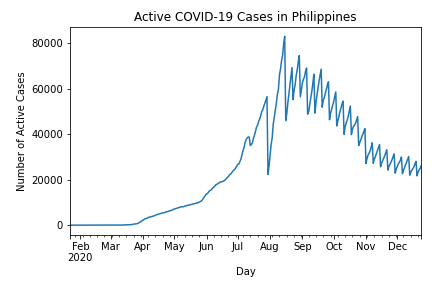 Active COVID-19 Cases in Philippines
Number of Active Cases
80000
60000
40000
20000
0
Feb Mar Apr May Jun Jul Aug Sep Oct Nov Dec
2020
Day